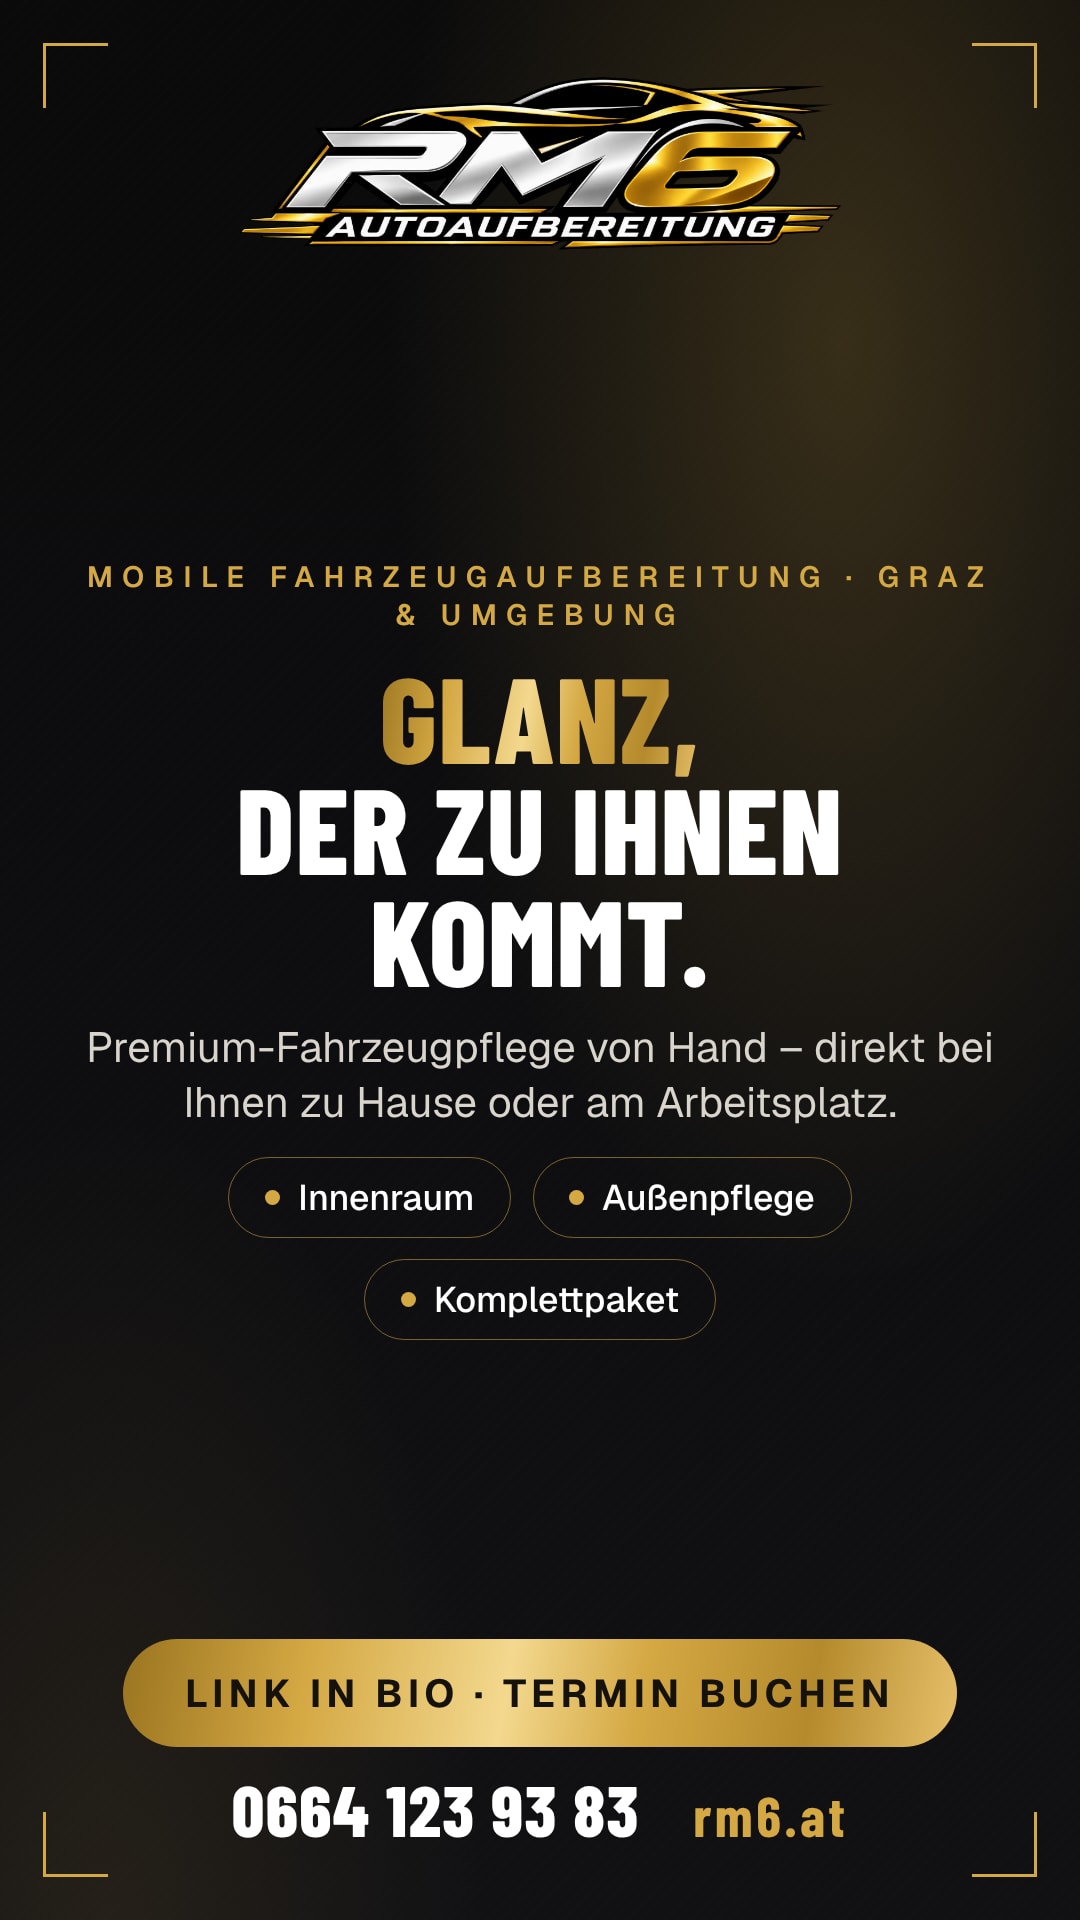 RM6
AUTOAUFBEREITUNG
MOBILE FAHRZEUGAUFBEREITUNG · GRAZ
& UMGEBUNG
GLANZ,
DER ZU IHNEN
KOMMT.
Premium-Fahrzeugpflege von Hand – direkt bei
Ihnen zu Hause oder am Arbeitsplatz.
Innenraum
Außenpflege
Komplettpaket
LINK IN BIO · TERMIN BUCHEN
0664 123 93 83 rm6.at